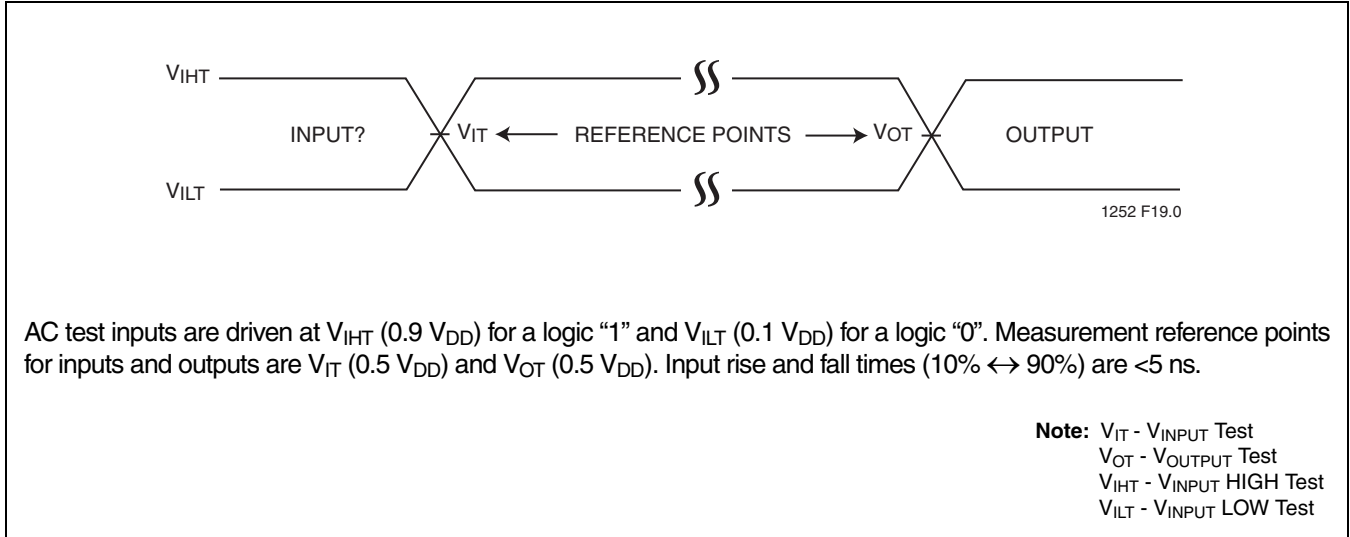 VIHT
INPUT? VIT ← REFERENCE POINTS → VOT OUTPUT
VILT
1252 F19.0
AC test inputs are driven at VIHT (0.9 VDD) for a logic “1” and VILT (0.1 VDD) for a logic “0”. Measurement reference points
for inputs and outputs are VIT (0.5 VDD) and VOT (0.5 VDD). Input rise and fall times (10% ↔ 90%) are <5 ns.
Note: VIT - VINPUT Test
VOT - VOUTPUT Test
VIHT - VINPUT HIGH Test
VILT - VINPUT LOW Test